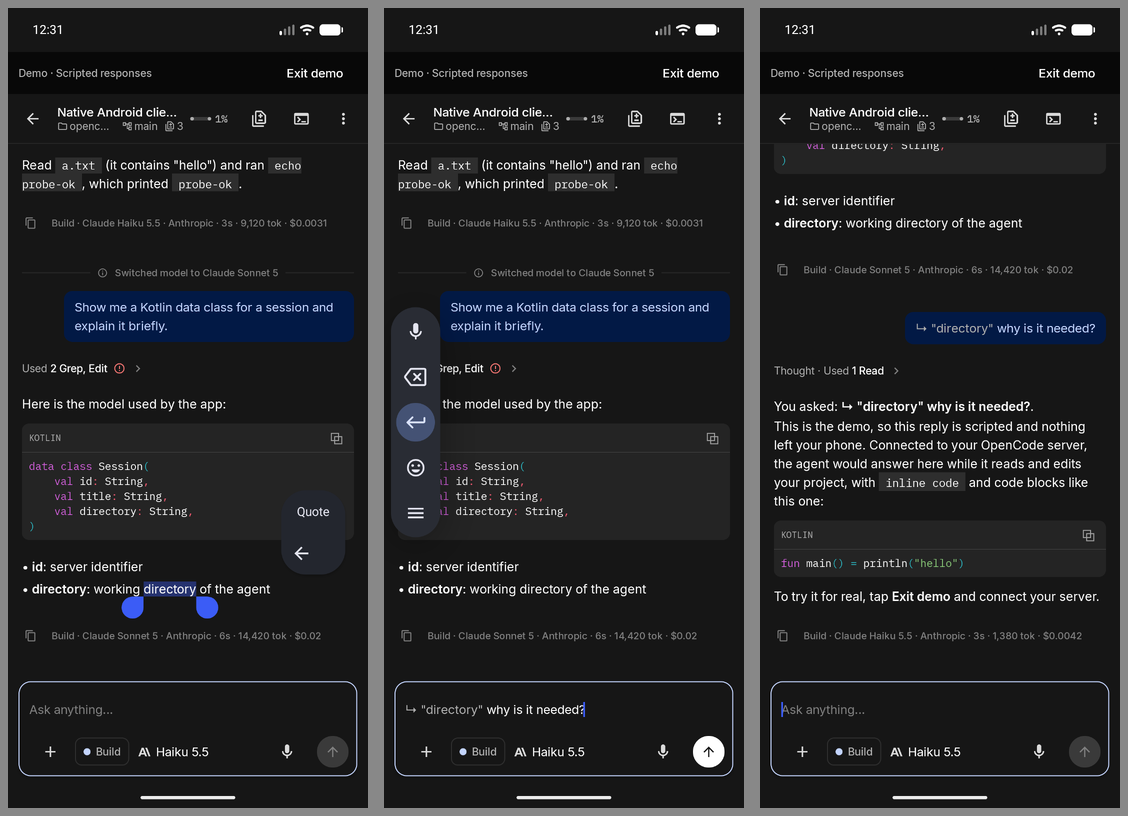 12:31
Demo · Scripted responses
Exit demo
Native Android clie...
openc...
main
3
1%
Read a.txt (it contains "hello") and ran echo
probe-ok , which printed probe-ok .
Build · Claude Haiku 5.5 · Anthropic · 3s · 9,120 tok · $0.0031
Switched model to Claude Sonnet 5
Show me a Kotlin data class for a session and
explain it briefly.
Used 2 Grep, Edit
Here is the model used by the app:
KOTLIN
data class Session(
val id: String,
val title: String,
val directory: String,
)
Quote
• id: server identifier
• directory: working directory of the agent
Build · Claude Sonnet 5 · Anthropic · 6s · 14,420 tok · $0.02
Ask anything...
Build
Haiku 5.5
12:31
Demo · Scripted responses
Exit demo
Native Android clie...
openc...
main
3
1%
Read a.txt (it contains "hello") and ran echo
probe-ok , which printed probe-ok .
Build · Claude Haiku 5.5 · Anthropic · 3s · 9,120 tok · $0.0031
Switched model to Claude Sonnet 5
Show me a Kotlin data class for a session and
explain it briefly.
Grep, Edit
the model used by the app:
class Session(
val id: String,
val title: String,
val directory: String,
• id: server identifier
• directory: working directory of the agent
Build · Claude Sonnet 5 · Anthropic · 6s · 14,420 tok · $0.02
↳ "directory" why is it needed?
Build
Haiku 5.5
12:31
Demo · Scripted responses
Exit demo
Native Android clie...
openc...
main
3
1%
val directory: String,
)
• id: server identifier
• directory: working directory of the agent
Build · Claude Sonnet 5 · Anthropic · 6s · 14,420 tok · $0.02
↳ "directory" why is it needed?
Thought · Used 1 Read
You asked: ↳ "directory" why is it needed?.
This is the demo, so this reply is scripted and nothing
left your phone. Connected to your OpenCode server,
the agent would answer here while it reads and edits
your project, with inline code and code blocks like
this one:
KOTLIN
fun main() = println("hello")
To try it for real, tap Exit demo and connect your server.
Build · Claude Haiku 5.5 · Anthropic · 3s · 1,380 tok · $0.0042
Ask anything...
Build
Haiku 5.5